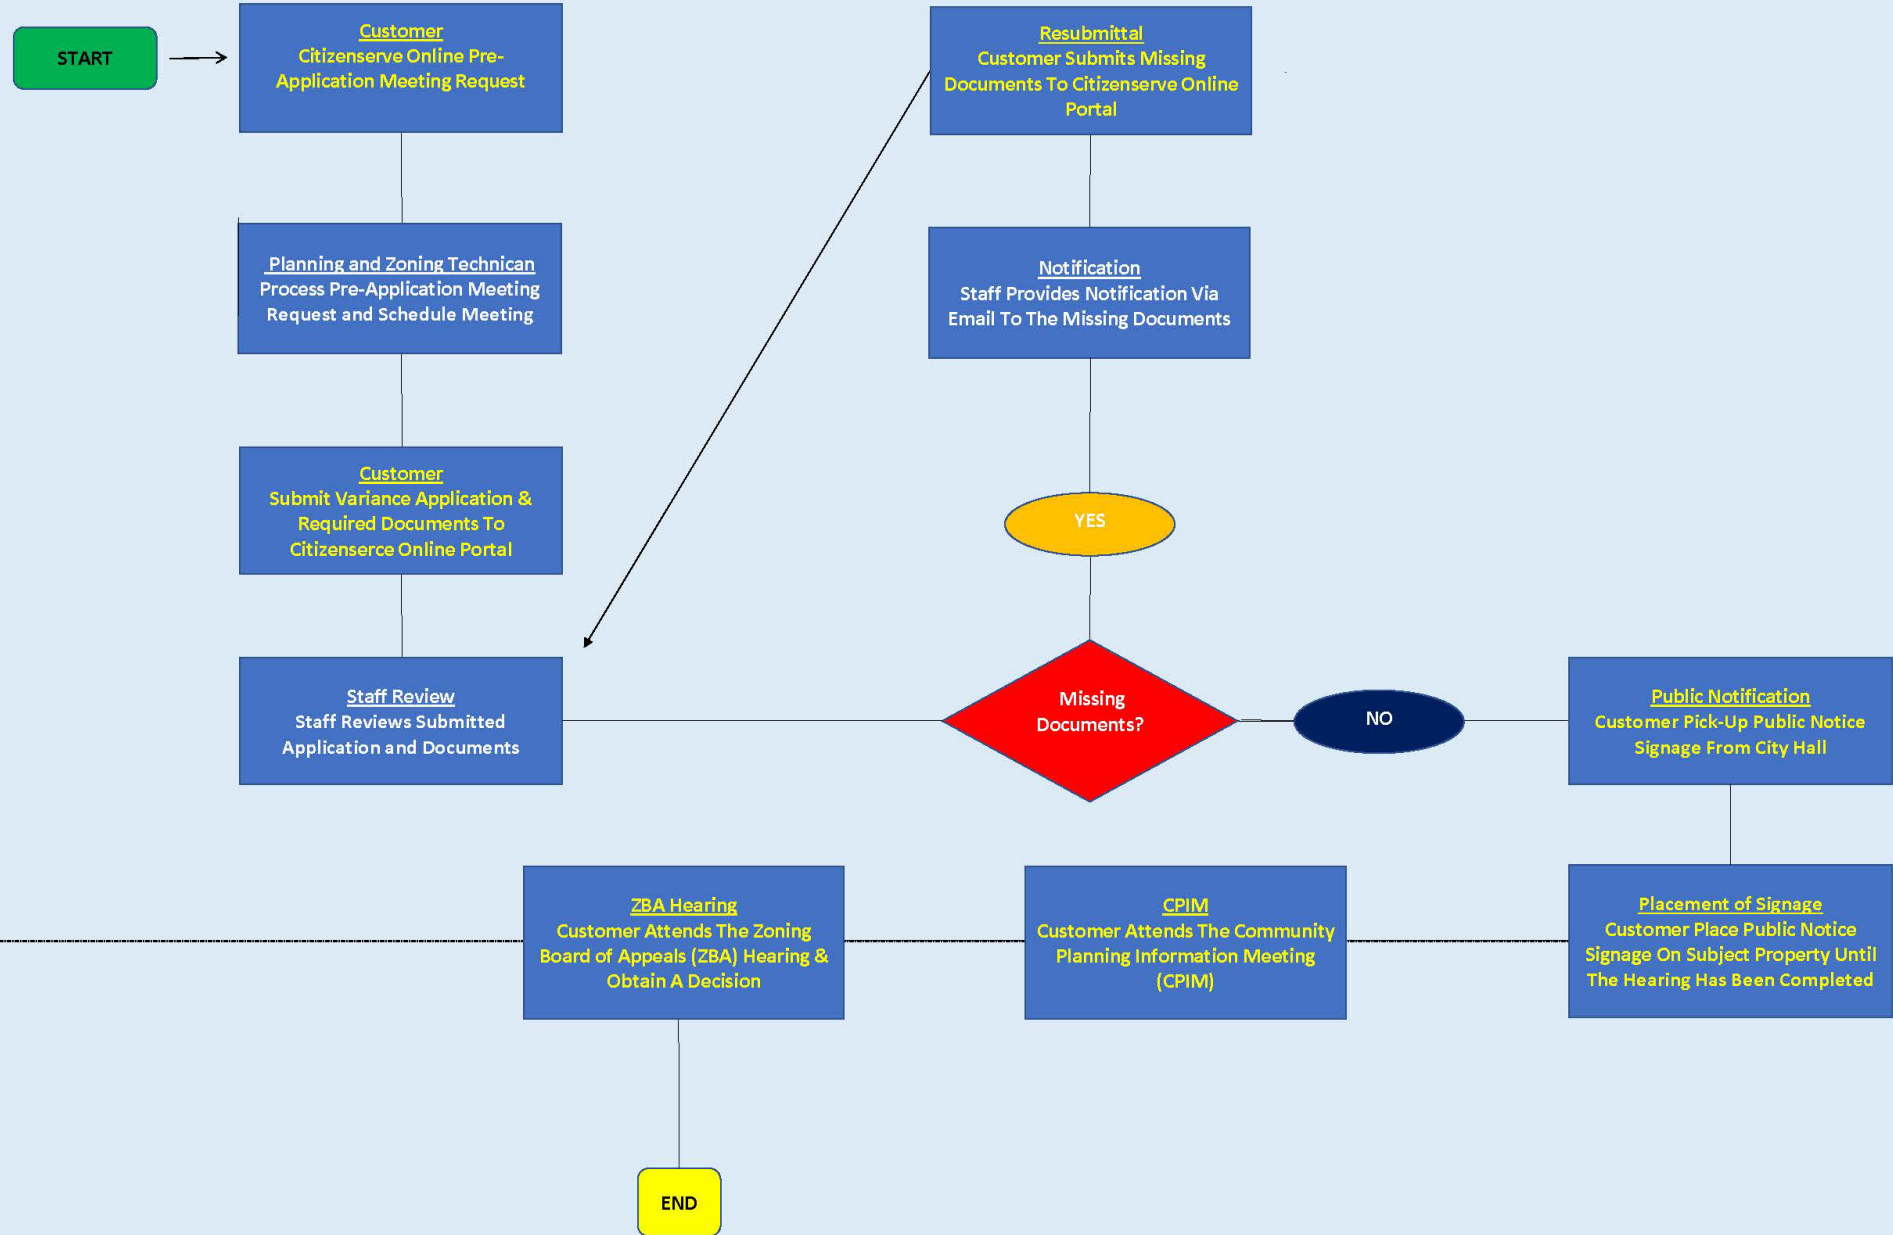 START
Customer
Citizenserve Online Pre-
Application Meeting Request
Planning and Zoning Technican
Process Pre-Application Meeting
Request and Schedule Meeting
Customer
Submit Variance Application &
Required Documents To
Citizenserce Online Portal
Staff Review
Staff Reviews Submitted
Application and Documents
Missing
Documents?
YES
Notification
Staff Provides Notification Via
Email To The Missing Documents
Resubmittal
Customer Submits Missing
Documents To Citizenserve Online
Portal
NO
Public Notification
Customer Pick-Up Public Notice
Signage From City Hall
Placement of Signage
Customer Place Public Notice
Signage On Subject Property Until
The Hearing Has Been Completed
CPIM
Customer Attends The Community
Planning Information Meeting
(CPIM)
ZBA Hearing
Customer Attends The Zoning
Board of Appeals (ZBA) Hearing &
Obtain A Decision
END